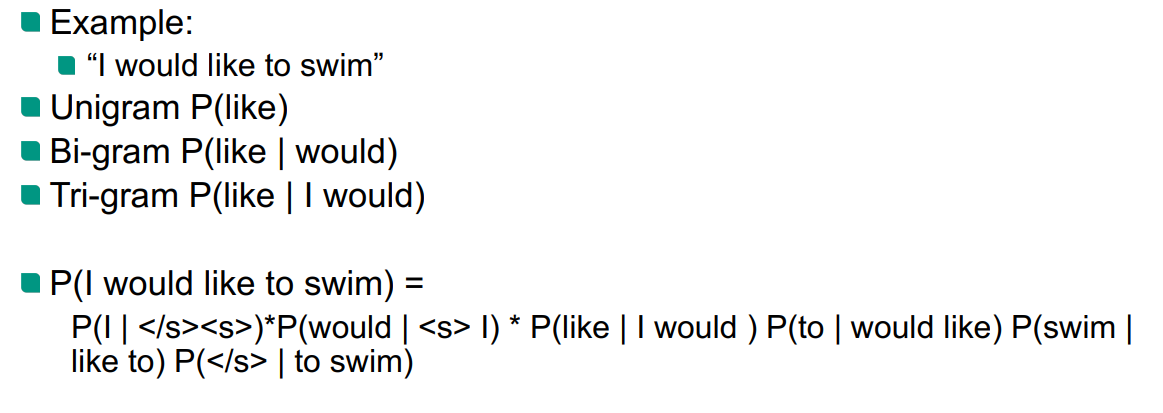 Example:
“I would like to swim”
Unigram P(like)
Bi-gram P(like | would)
Tri-gram P(like | I would)
P(I would like to swim) =
P(I | </s><s>)*P(would | <s> I) * P(like | I would ) P(to | would like) P(swim |
like to) P(</s> | to swim)